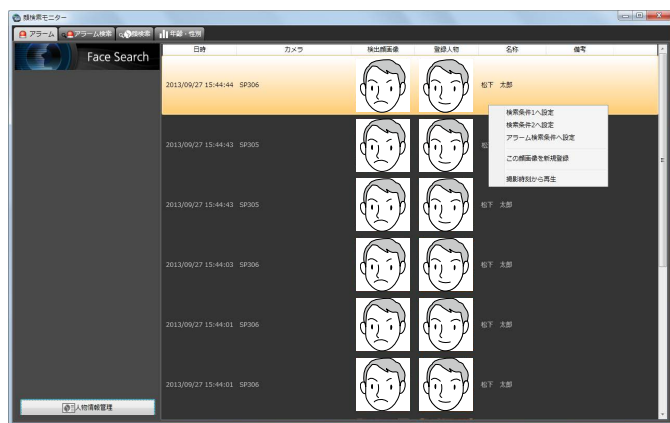 顔検索モニター
アラーム アラーム検索 顔検索 年齢・性別
Face Search
日時 カメラ 検出顔画像 登録人物 名称 備考
2013/09/27 15:44:44 SP306 松下 太郎
検索条件1へ設定
検索条件2へ設定
アラーム検索条件へ設定
この顔画像を新規登録
撮影時刻から再生
2013/09/27 15:44:43 SP305 松
2013/09/27 15:44:43 SP305 松下 太郎
2013/09/27 15:44:03 SP306 松下 太郎
2013/09/27 15:44:01 SP306 松下 太郎
2013/09/27 15:44:01 SP306 松下 太郎
人物情報管理